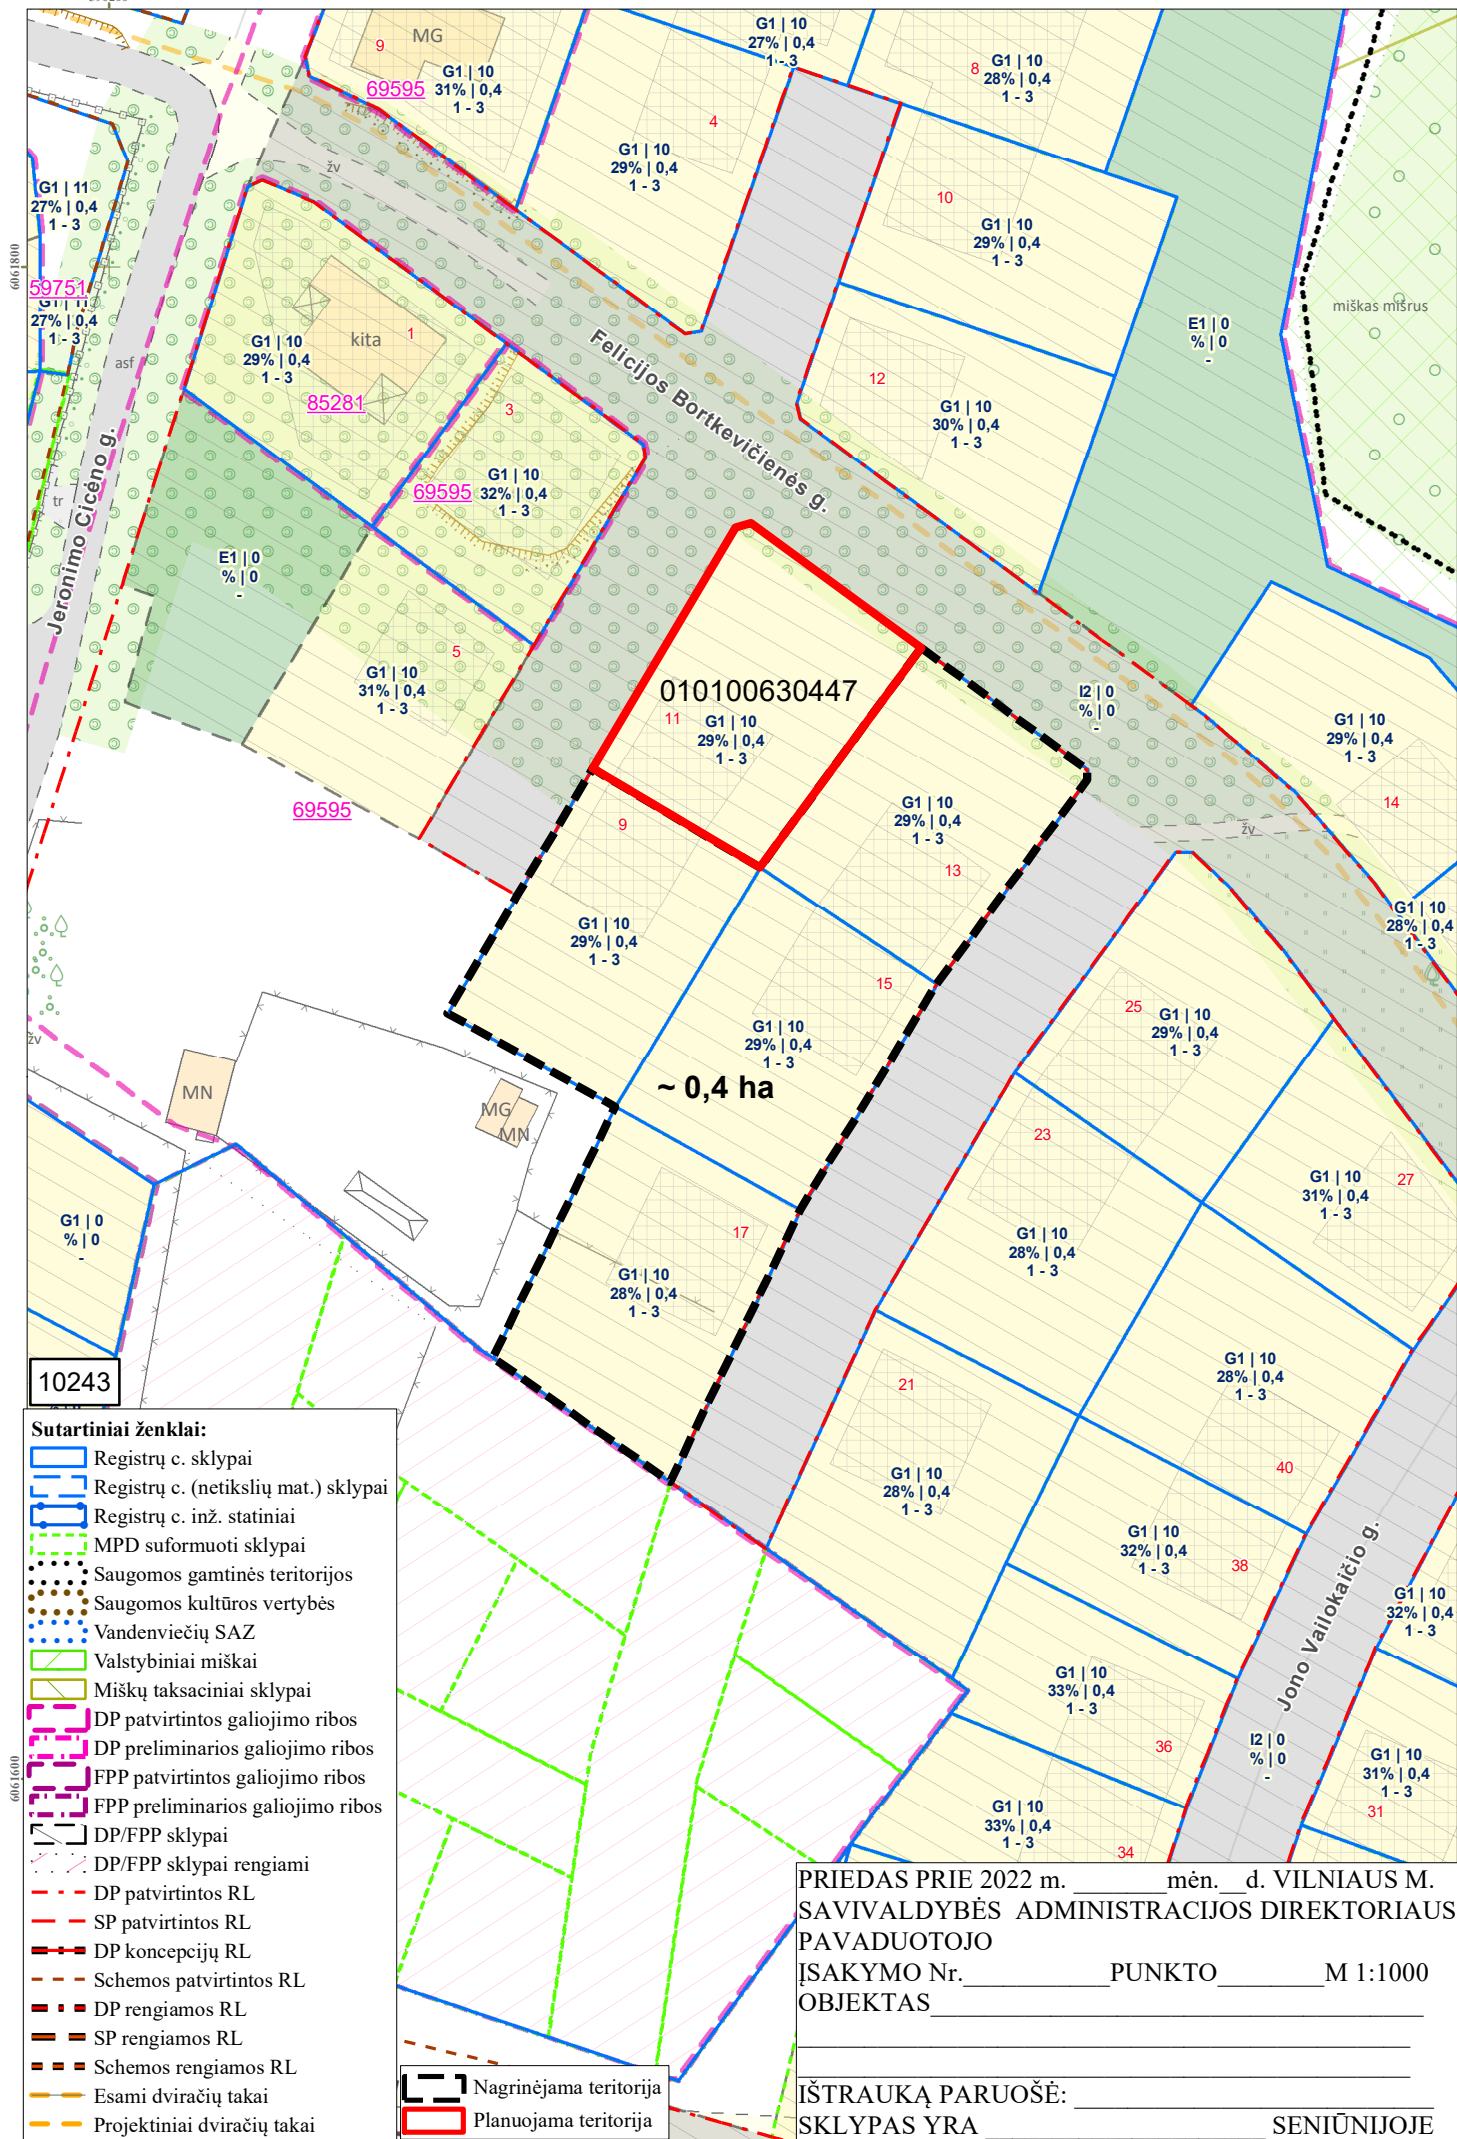 9
MG
69595
G1 | 10
31% | 0,4
1 - 3
G1 | 10
27% | 0,4
1 - 3
8
G1 | 10
28% | 0,4
1 - 3
4
G1 | 10
29% | 0,4
1 - 3
žv
G1 | 11
27% | 0,4
1 - 3
10
G1 | 10
29% | 0,4
1 - 3
6061800
59751
G1 | 11
27% | 0,4
1 - 3
miškas mišrus
E1 | 0
% | 0
-
kita
1
G1 | 10
29% | 0,4
1 - 3
85281
asf
Felicijos Bortkevičienės g.
12
G1 | 10
30% | 0,4
1 - 3
3
G1 | 10
32% | 0,4
1 - 3
69595
tr
Jeronimo Cicėno g.
E1 | 0
% | 0
-
5
G1 | 10
31% | 0,4
1 - 3
010100630447
11
G1 | 10
29% | 0,4
1 - 3
I2 | 0
% | 0
-
G1 | 10
29% | 0,4
1 - 3
14
69595
9
G1 | 10
29% | 0,4
1 - 3
13
žv
G1 | 10
28% | 0,4
1 - 3
G1 | 10
29% | 0,4
1 - 3
15
G1 | 10
29% | 0,4
1 - 3
25
G1 | 10
29% | 0,4
1 - 3
žv
MN
MG
MN
~ 0,4 ha
23
G1 | 10
28% | 0,4
1 - 3
27
G1 | 10
31% | 0,4
1 - 3
G1 | 0
% | 0
-
17
G1 | 10
28% | 0,4
1 - 3
10243
21
G1 | 10
28% | 0,4
1 - 3
G1 | 10
28% | 0,4
1 - 3
40
G1 | 10
32% | 0,4
1 - 3
38
Jono Vailokaičio g.
G1 | 10
32% | 0,4
1 - 3
G1 | 10
33% | 0,4
1 - 3
36
I2 | 0
% | 0
-
G1 | 10
31% | 0,4
1 - 3
31
G1 | 10
33% | 0,4
1 - 3
34
6061600
Sutartiniai ženklai:
Registrų c. sklypai
Registrų c. (netikslių mat.) sklypai
Registrų c. inž. statiniai
MPD suformuoti sklypai
Saugomos gamtinės teritorijos
Saugomos kultūros vertybės
Vandenviečių SAZ
Valstybiniai miškai
Miškų taksaciniai sklypai
DP patvirtintos galiojimo ribos
DP preliminarios galiojimo ribos
FPP patvirtintos galiojimo ribos
FPP preliminarios galiojimo ribos
DP/FPP sklypai
DP/FPP sklypai rengiami
DP patvirtintos RL
SP patvirtintos RL
DP koncepcijų RL
Schemos patvirtintos RL
DP rengiamos RL
SP rengiamos RL
Schemos rengiamos RL
Esami dviračių takai
Projektiniai dviračių takai
Nagrinėjama teritorija
Planuojama teritorija
PRIEDAS PRIE 2022 m. _______mėn.__d. VILNIAUS M.
SAVIVALDYBĖS ADMINISTRACIJOS DIREKTORIAUS
PAVADUOTOJO
ĮSAKYMO Nr.___________PUNKTO________M 1:1000
OBJEKTAS_____________________________________
IŠTRAUKĄ PARUOŠĖ: ___________________________
SKLYPAS YRA _____________________ SENIŪNIJOJE